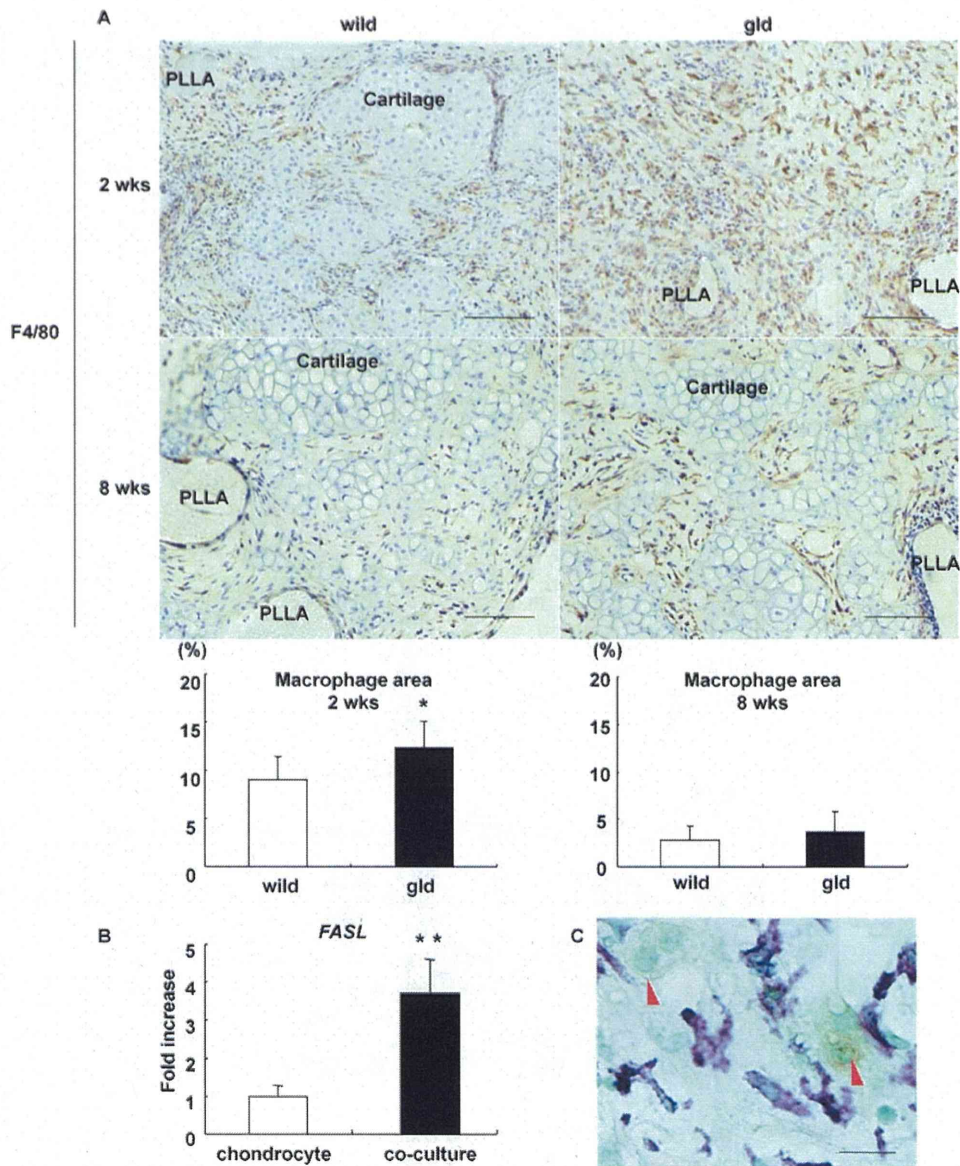 A
wild
gld
PLLA
Cartilage
2 wks
PLLA
PLLA
F4/80
Cartilage
Cartilage
8 wks
PLLA
PLLA
PLLA
(%)
20
15
10
5
0
Macrophage area
2 wks
*
wild
gld
(%)
20
15
10
5
0
Macrophage area
8 wks
wild
gld
B
FASL
* *
Fold increase
5
4
3
2
1
0
chondrocyte
co-culture
C